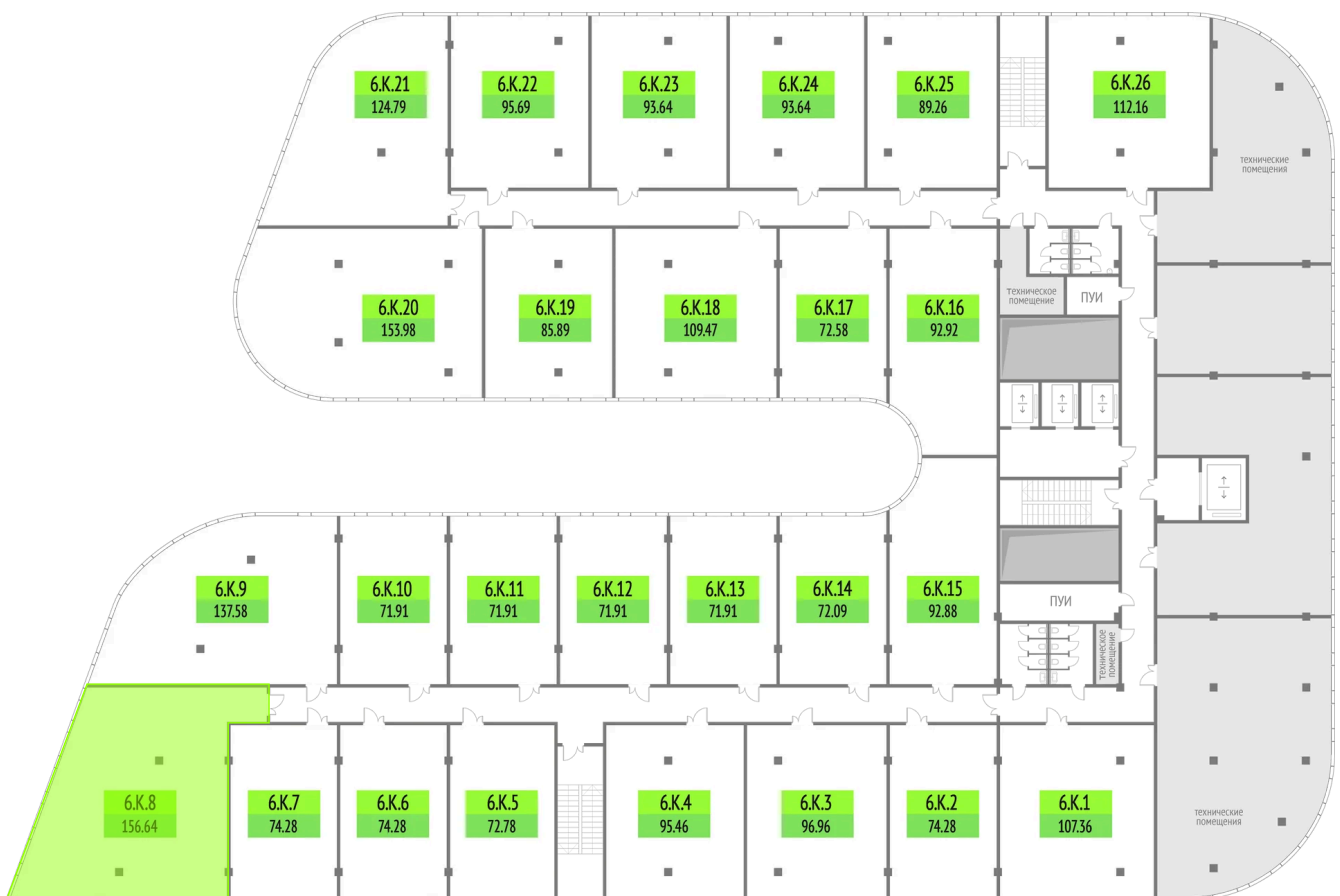 6.К.21
124.79
6.К.22
95.69
6.К.23
93.64
6.К.24
93.64
6.К.25
89.26
6.К.26
112.16
технические
помещения
6.К.20
153.98
6.К.19
85.89
6.К.18
109.47
6.К.17
72.58
6.К.16
92.92
техническое
помещение
ПУИ
6.К.9
137.58
6.К.10
71.91
6.К.11
71.91
6.К.12
71.91
6.К.13
71.91
6.К.14
72.09
6.К.15
92.88
ПУИ
техническое
помещение
6.К.8
156.64
6.К.7
74.28
6.К.6
74.28
6.К.5
72.78
6.К.4
95.46
6.К.3
96.96
6.К.2
74.28
6.К.1
107.36
технические
помещения